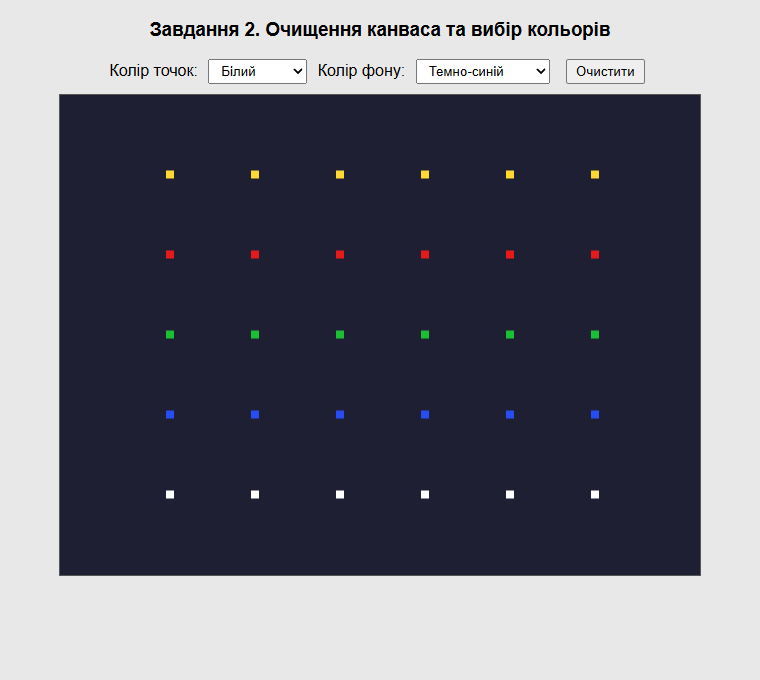 Завдання 2. Очищення канваса та вибір кольорів
Колір точок: Білий Колір фону: Темно-синій Очистити